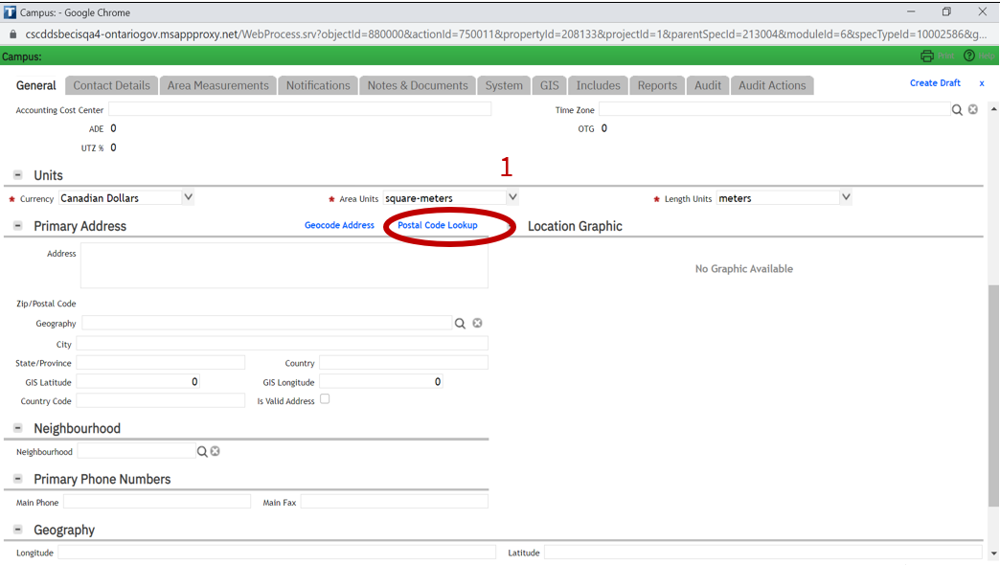 Campus: - Google Chrome
cscddsbecisqa4-ontariogov.msappproxy.net/WebProcess.srv?objectId=880000&actionId=750011&propertyId=208133&projectId=1&parentSpecId=213004&moduleId=6&specTypeId=10002586&g...
Campus: Print Help
General Contact Details Area Measurements Notifications Notes & Documents System GIS Includes Reports Audit Audit Actions Create Draft x
Accounting Cost Center Time Zone
ADE 0 OTG 0
UTZ % 0
1
Units
* Currency Canadian Dollars * Area Units square-meters * Length Units meters
Primary Address Geocode Address Postal Code Lookup Location Graphic
Address
No Graphic Available
Zip/Postal Code
Geography
City
State/Province Country
GIS Latitude 0 GIS Longitude 0
Country Code Is Valid Address
Neighbourhood
Neighbourhood
Primary Phone Numbers
Main Phone Main Fax
Geography
Longitude Latitude